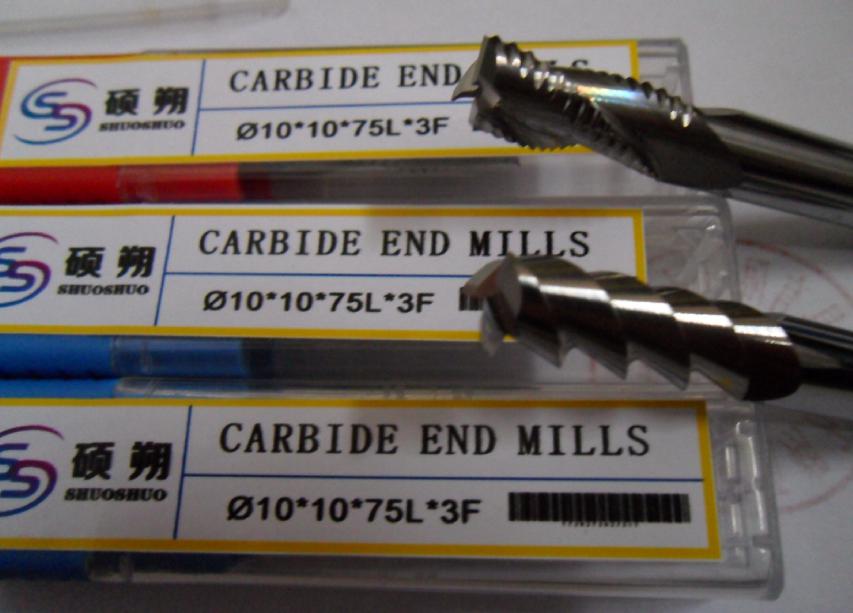 硕 朔
SHUOSHUO
CARBIDE END
Ø10*10*75L*3F
硕 朔
SHUOSHUO
CARBIDE END MILLS
Ø10*10*75L*3F
硕 朔
SHUOSHUO
CARBIDE END MILLS
Ø10*10*75L*3F